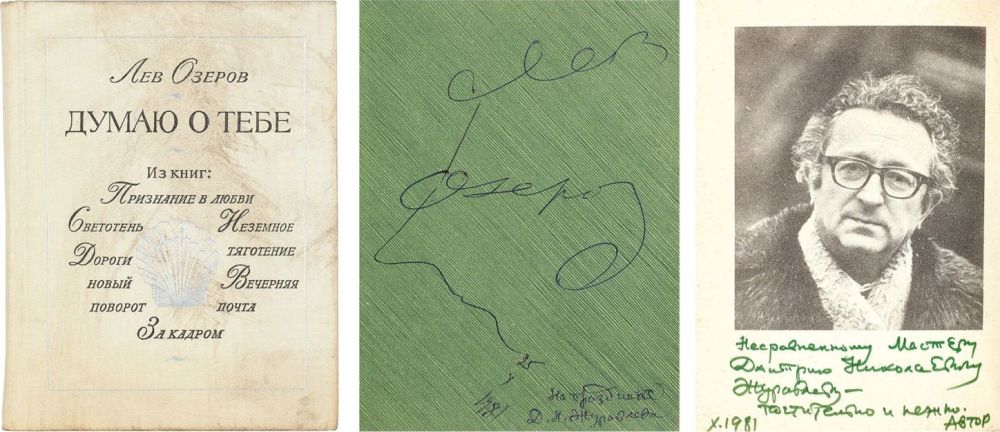 Лев Озеров
ДУМАЮ О ТЕБЕ
Из книг:
Признание в любви
Светотень
Неземное
тяготение
Дороги
новый
поворот
Вечерняя
почта
За кадром
Лев
Озеров
25
X
1981
На празднике
Д. Н. Журавлева
Несравненному Мастеру
Дмитрию Николаевичу
Журавлеву —
почтительно и нежно.
X.1981 Автор